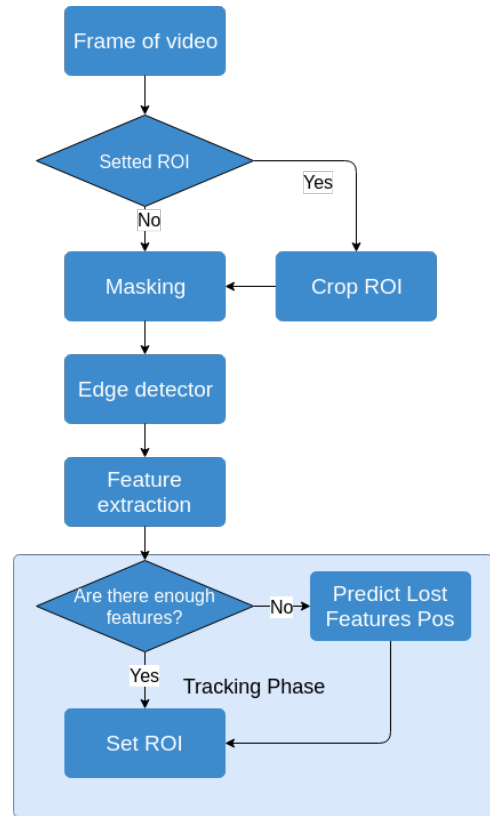 Frame of video
Setted ROI
Yes
No
Masking
Crop ROI
Edge detector
Feature
extraction
Are there enough
features?
No
Predict Lost
Features Pos
Yes
Tracking Phase
Set ROI